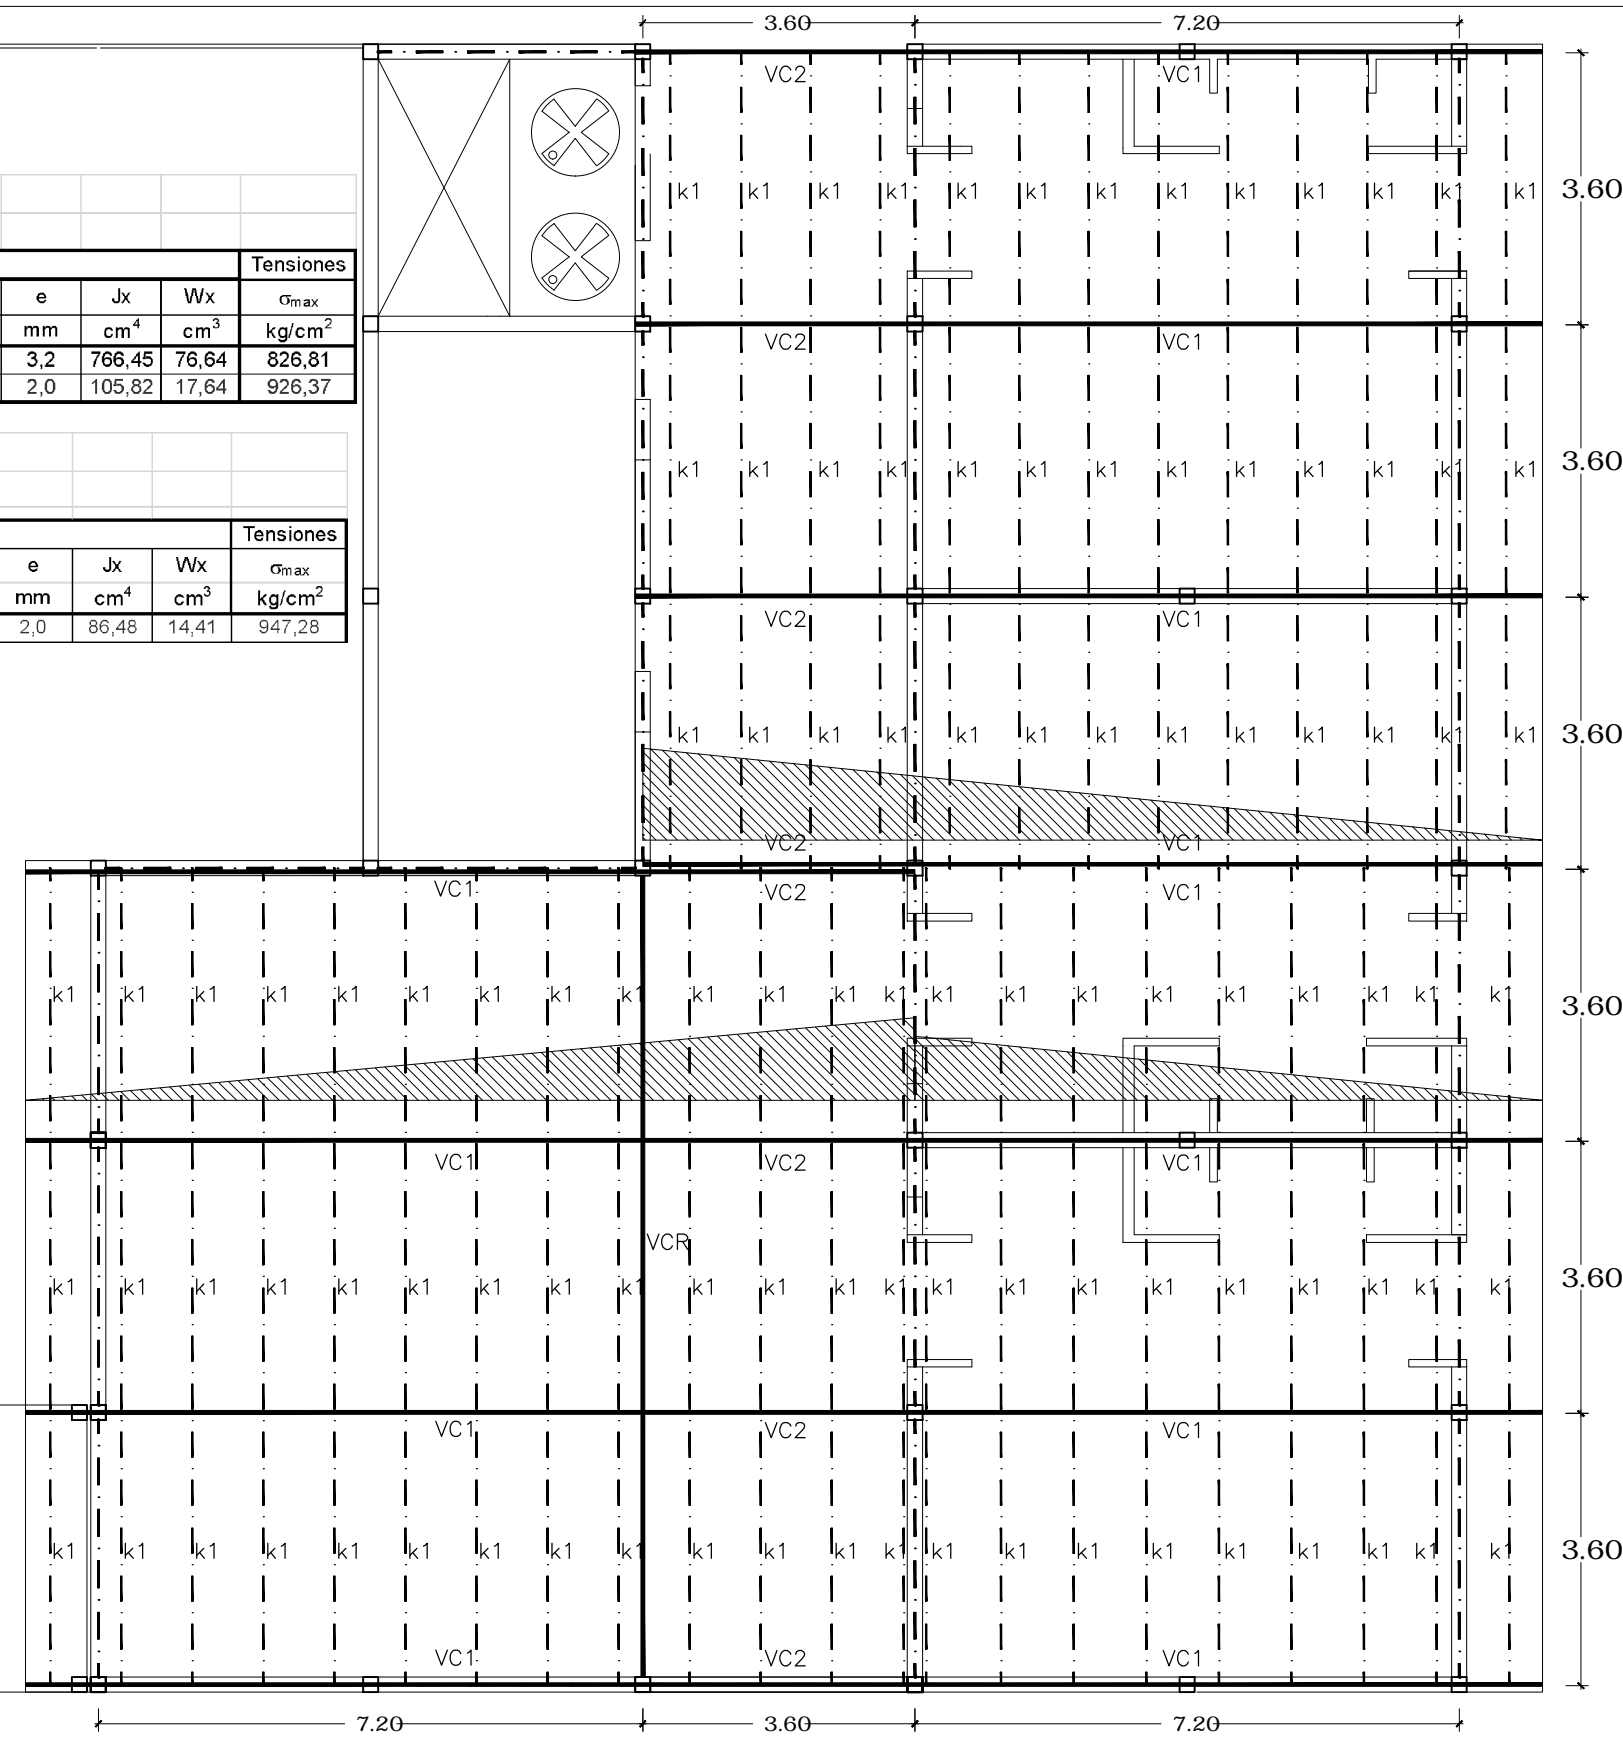 3.60 7.20
VC2 VC1
k1 k1 k1 k1 k1 k1 k1 k1 k1 k1 k1 k1 k1
3.60
Tensiones
e Jx Wx σmax
mm cm⁴ cm³ kg/cm²
3,2 766,45 76,64 826,81
2,0 105,82 17,64 926,37
VC2 VC1
k1 k1 k1 k1 k1 k1 k1 k1 k1 k1 k1 k1 k1
3.60
Tensiones
e Jx Wx σmax
mm cm⁴ cm³ kg/cm²
2,0 86,48 14,41 947,28
VC2 VC1
k1 k1 k1 k1 k1 k1 k1 k1 k1 k1 k1 k1 k1
3.60
VC2 VC1
VC1 VC2 VC1
k1 k1 k1 k1 k1 k1 k1 k1 k1 k1 k1 k1 k1 k1 k1 k1 k1 k1 k1 k1 k1 k1
3.60
VC1 VC2 VC1
VCR
k1 k1 k1 k1 k1 k1 k1 k1 k1 k1 k1 k1 k1 k1 k1 k1 k1 k1 k1 k1 k1 k1
3.60
VC1 VC2 VC1
k1 k1 k1 k1 k1 k1 k1 k1 k1 k1 k1 k1 k1 k1 k1 k1 k1 k1 k1 k1 k1 k1
3.60
VC1 VC2 VC1
7.20 3.60 7.20